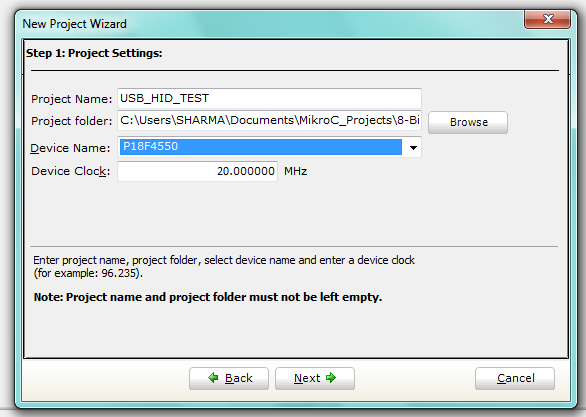 New Project Wizard
Step 1: Project Settings:
Project Name: USB_HID_TEST
Project folder: C:\Users\SHARMA\Documents\MikroC_Projects\8-Bi Browse
Device Name: P18F4550
Device Clock: 20.000000 MHz
Enter project name, project folder, select device name and enter a device clock
(for example: 96.235).
Note: Project name and project folder must not be left empty.
Back Next Cancel